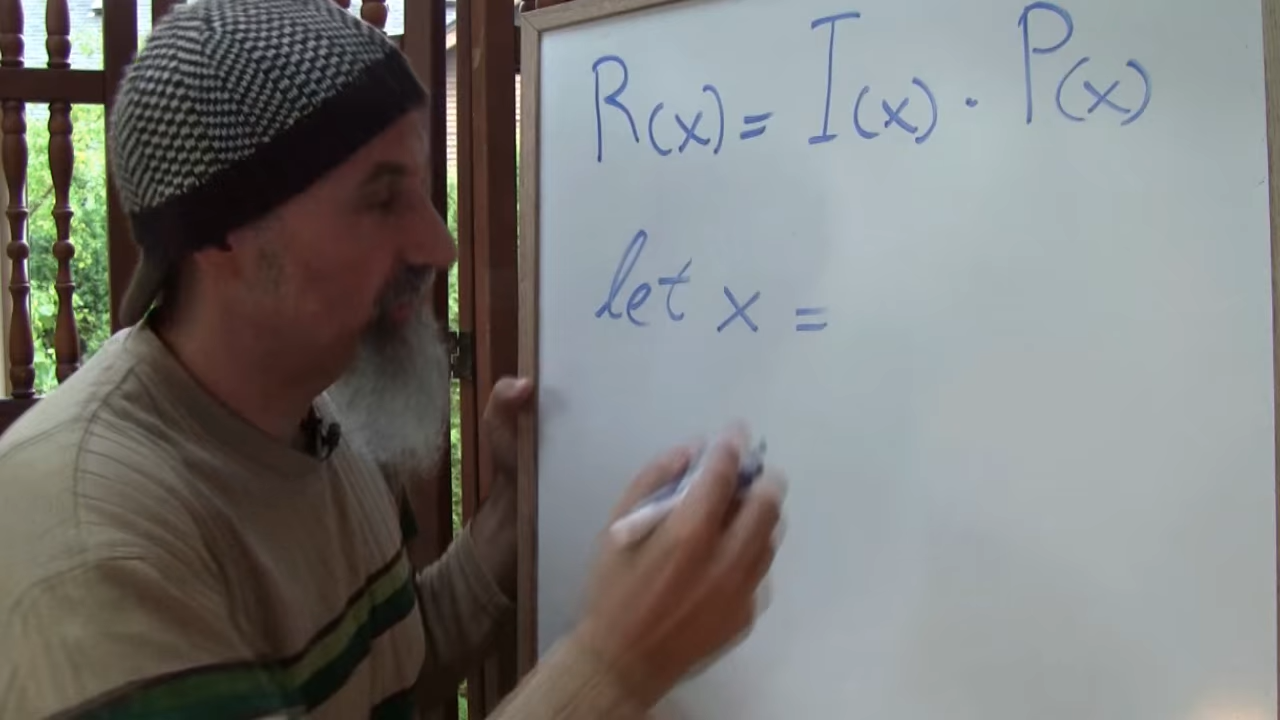 R(x) = I(x) · P(x)
let x =